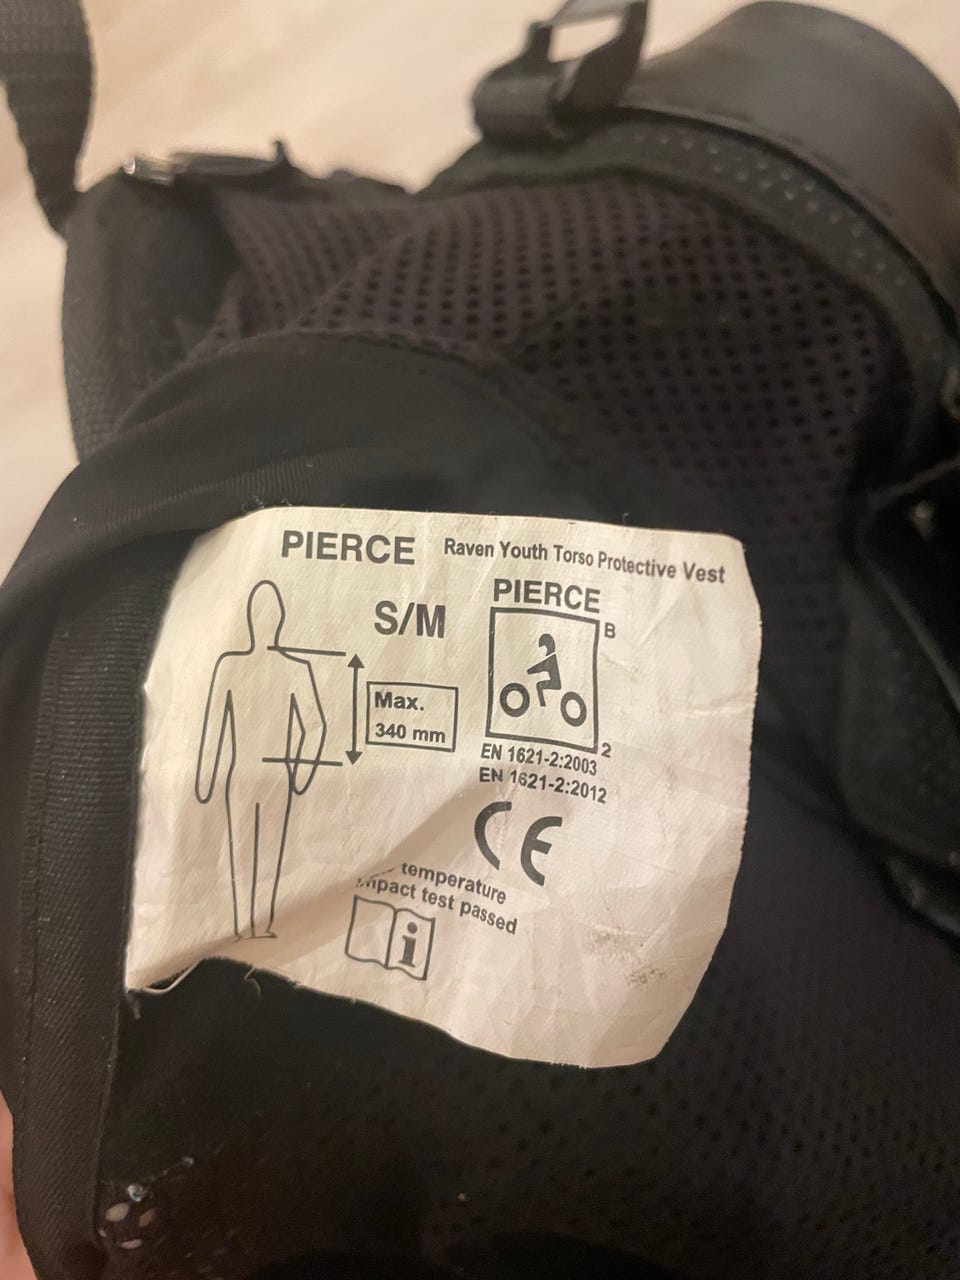 PIERCE Raven Youth Torso Protective Vest
S/M
Max.
340 mm
PIERCE
B
2
EN 1621-2:2003
EN 1621-2:2012
CE
temperature
test passed
i